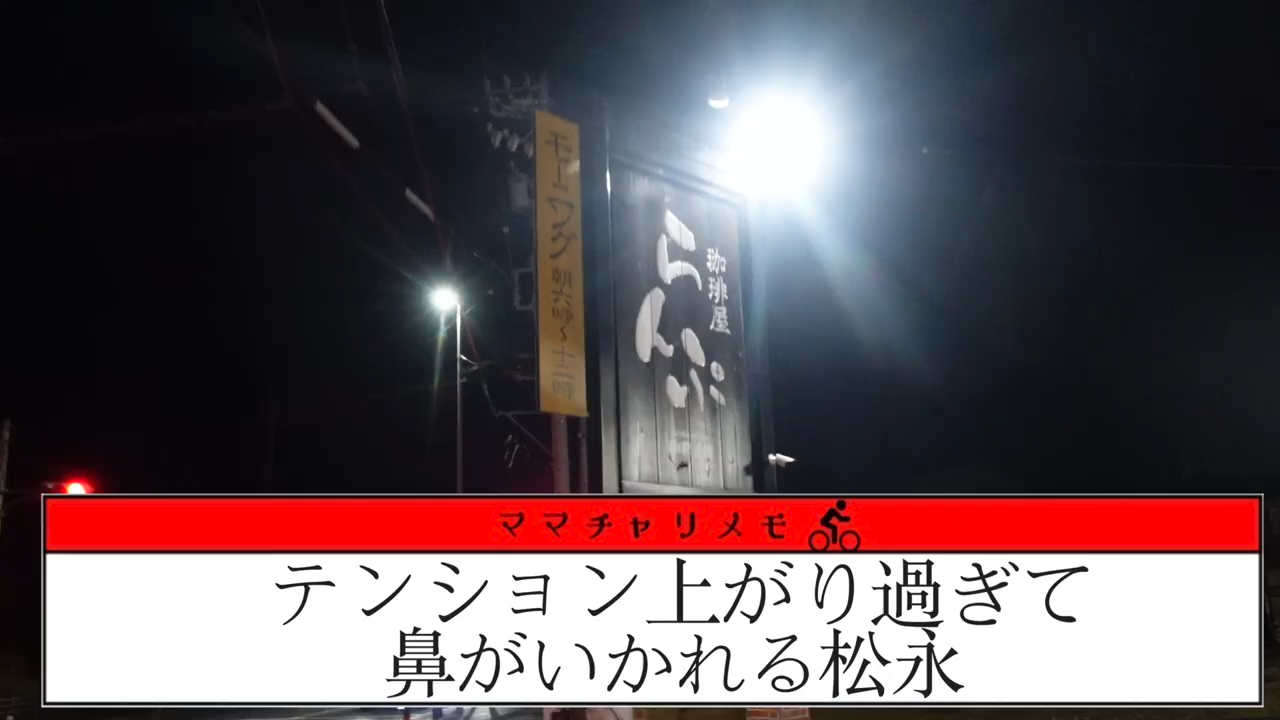 モーニング 朝六時〜十二時
珈琲屋
らんぷ
ママチャリメモ
テンション上がり過ぎて
鼻がいかれる松永